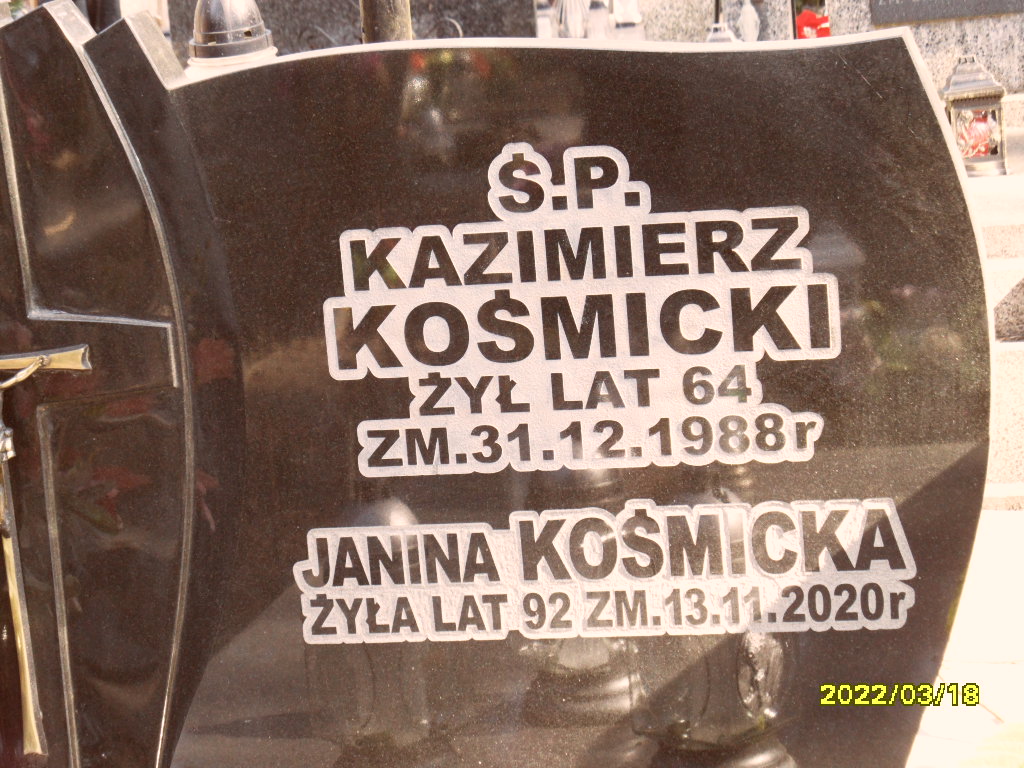 Ś.P.
KAZIMIERZ
KOŚMICKI
ŻYŁ LAT 64
ZM.31.12.1988r
JANINA KOŚMICKA
ŻYŁA LAT 92 ZM.13.11.2020r
2022/03/18